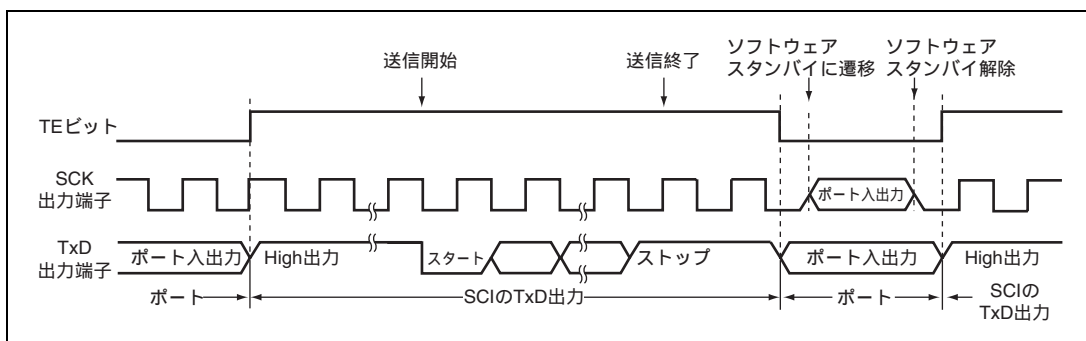 送信開始
送信終了
ソフトウェア
スタンバイに遷移
ソフトウェア
スタンバイ解除
TEビット
SCK
出力端子
ポート入出力
TxD
出力端子
ポート入出力
High出力
スタート
ストップ
ポート入出力
High出力
ポート
SCIのTxD出力
ポート
SCIの
TxD出力